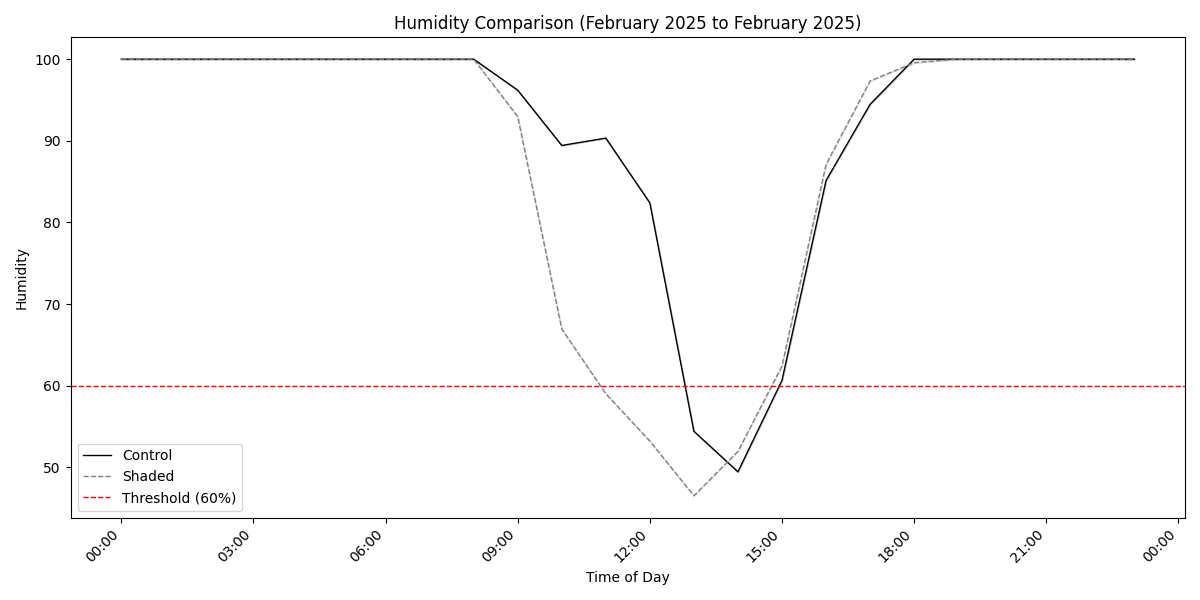 Humidity Comparison (February 2025 to February 2025)
100
90
80
70
60
50
Humidity
Control
Shaded
Threshold (60%)
00:00
03:00
06:00
09:00
12:00
15:00
18:00
21:00
00:00
Time of Day